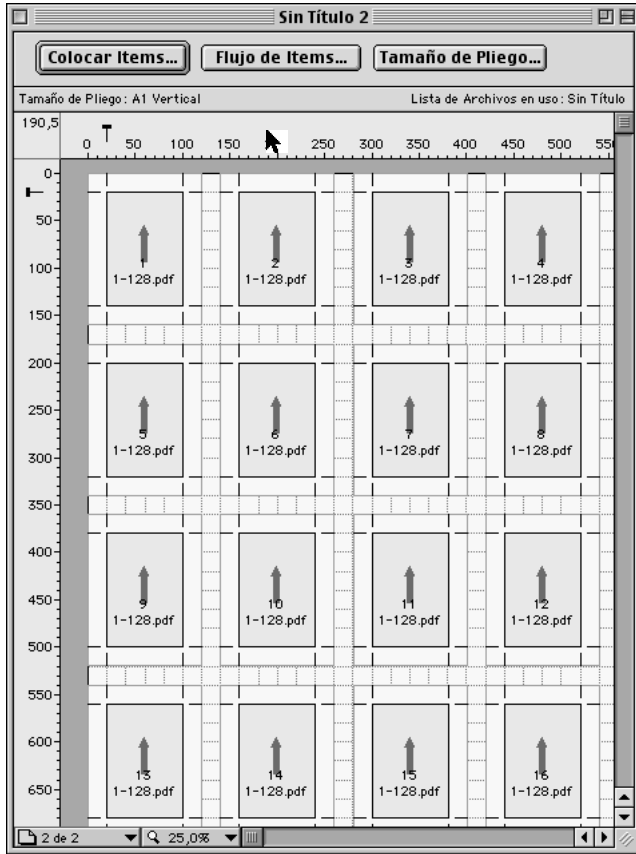 Sin Título 2
Colocar Items... Flujo de Items... Tamaño de Pliego...
Tamaño de Pliego: A1 Vertical Lista de Archivos en uso: Sin Título
190,5
0 50 100 150 250 300 350 400 450 500 55
0
50
1 2 3 4
100
1-128.pdf 1-128.pdf 1-128.pdf 1-128.pdf
150
200
250
5 6 7 8
1-128.pdf 1-128.pdf 1-128.pdf 1-128.pdf
300
350
400
450
9 10 11 12
1-128.pdf 1-128.pdf 1-128.pdf 1-128.pdf
500
550
600
13 14 15 16
650
1-128.pdf 1-128.pdf 1-128.pdf 1-128.pdf
2 de 2 25,0%